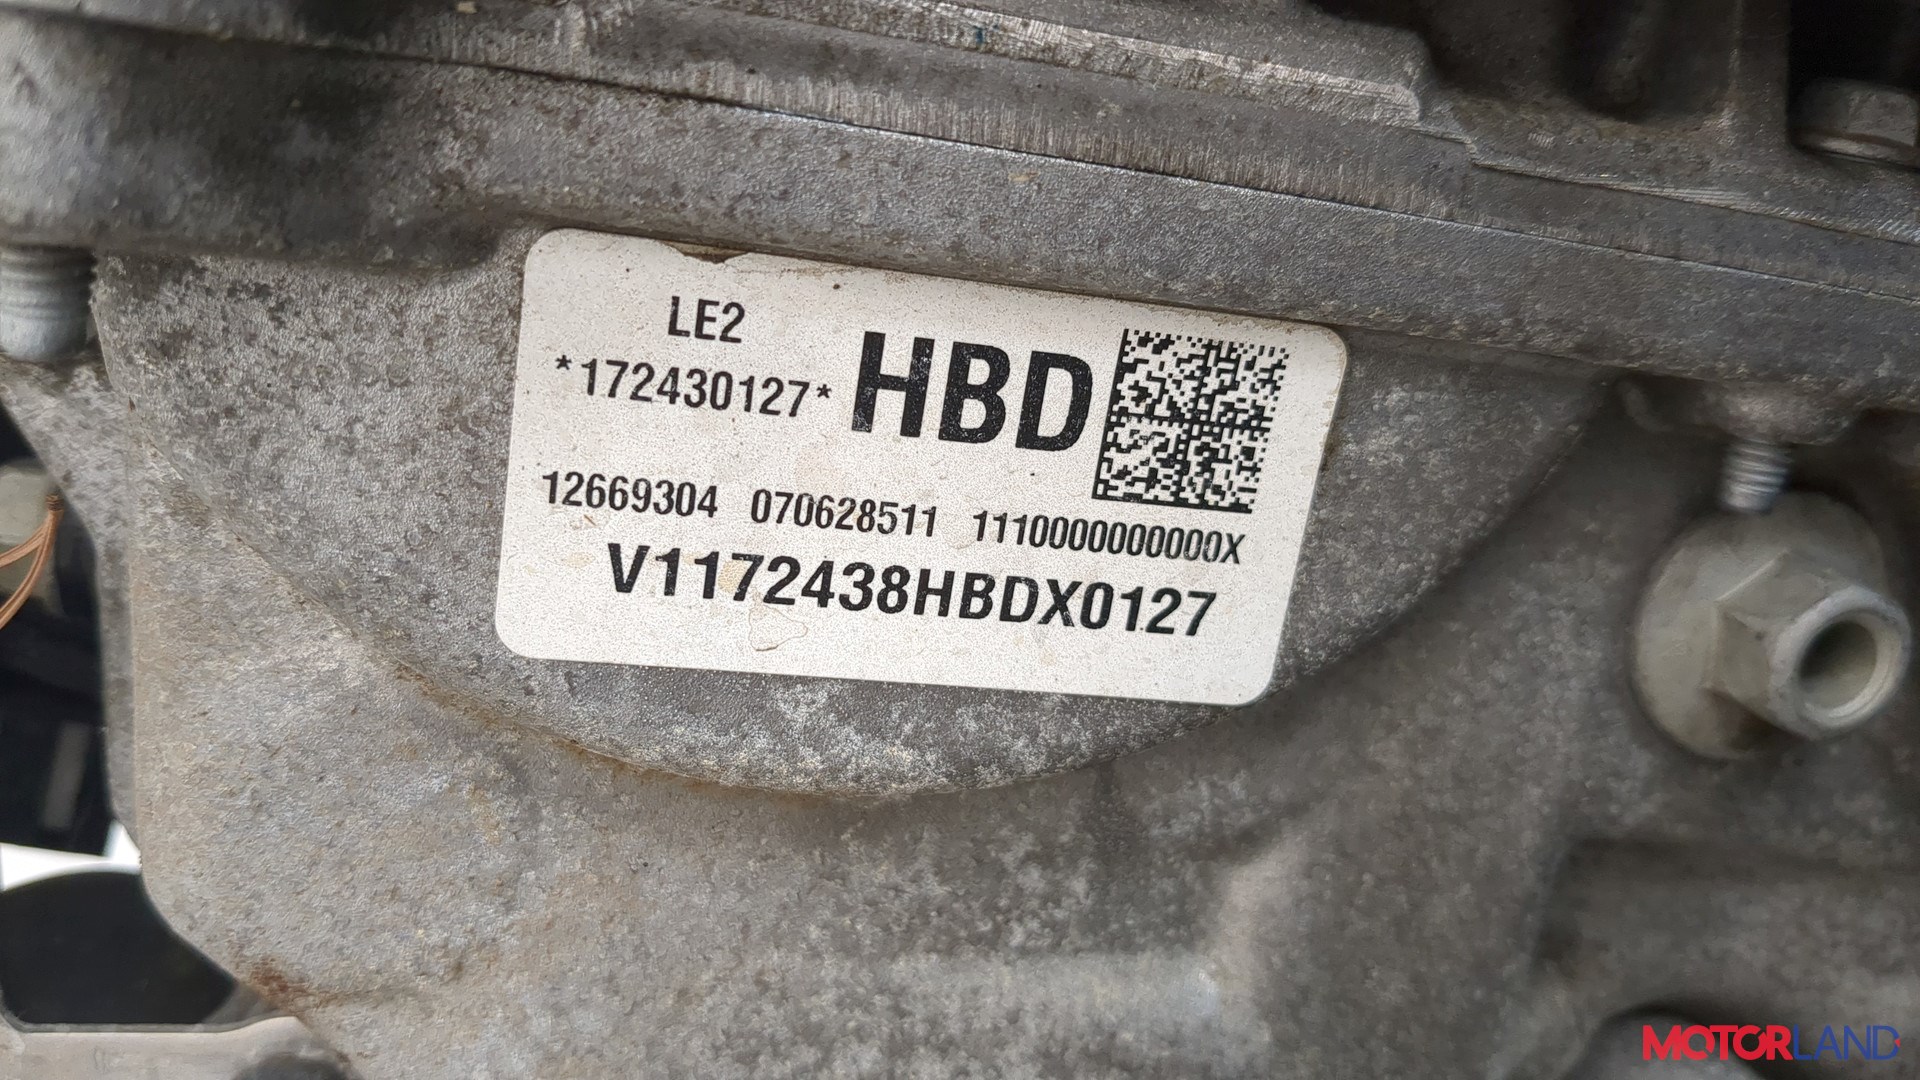 LE2
*172430127*
HBD
12669304 070628511 1110000000000X
V1172438HBDX0127
MOTORLAND